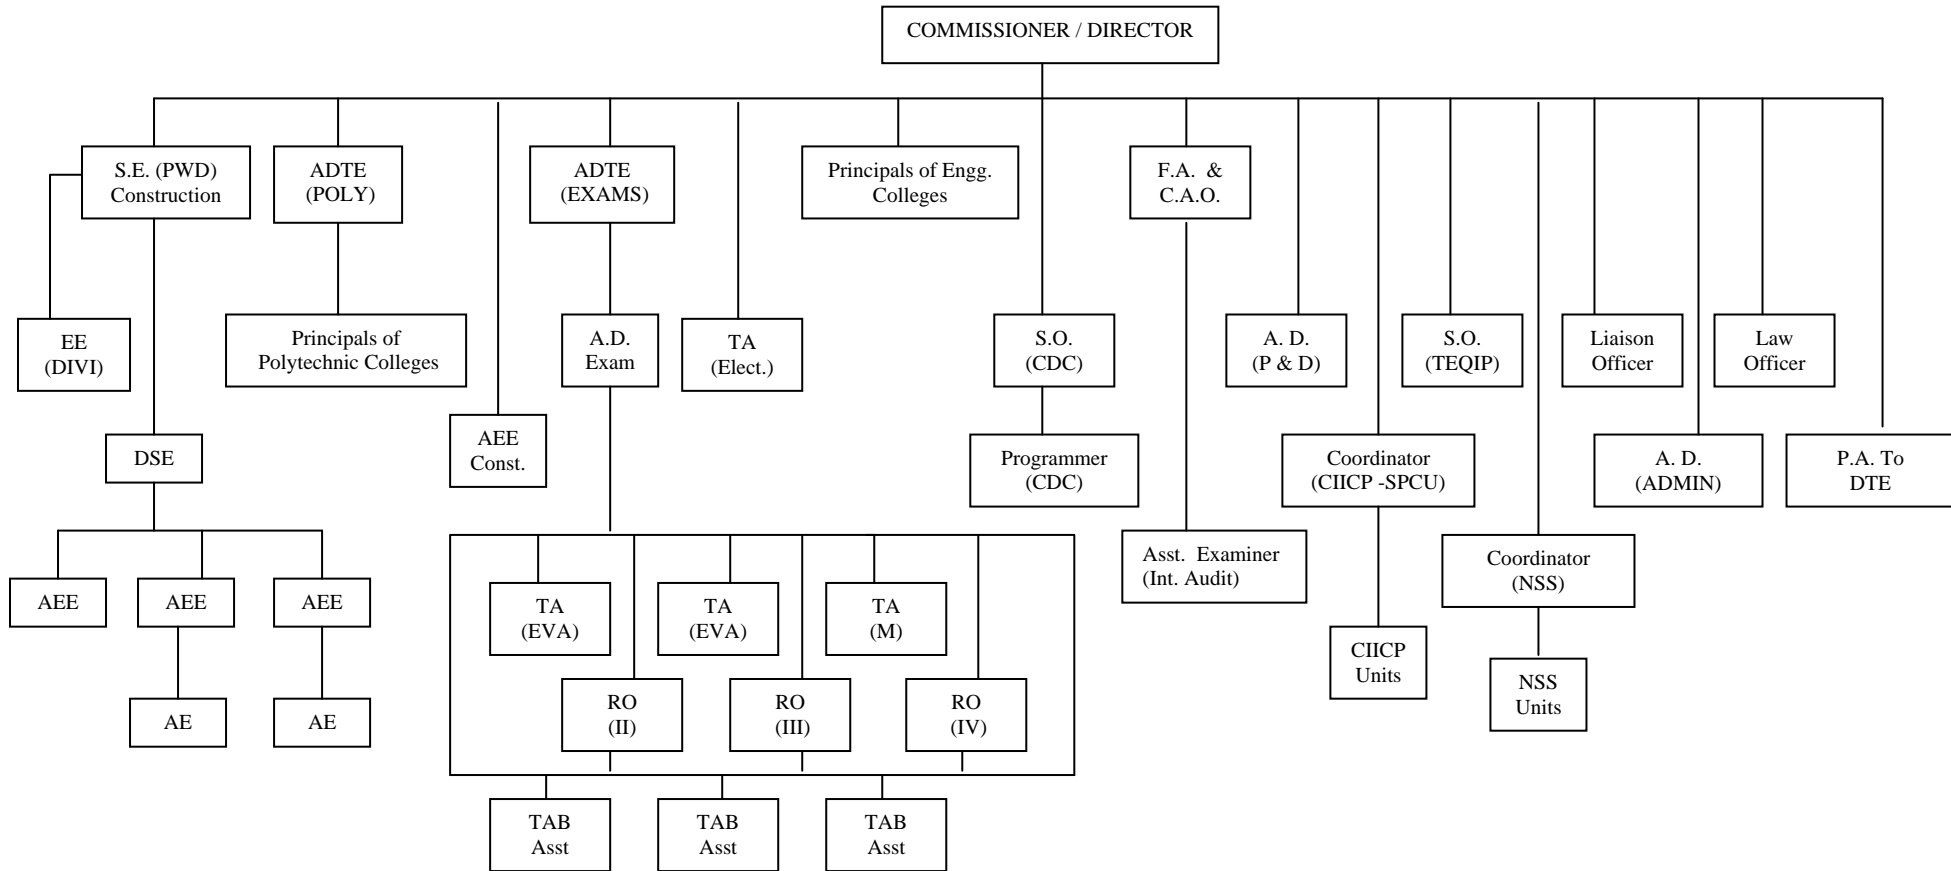 COMMISSIONER / DIRECTOR
S.E. (PWD)
Construction
ADTE
(POLY)
ADTE
(EXAMS)
Principals of Engg.
Colleges
F.A. &
C.A.O.
EE
(DIVI)
Principals of
Polytechnic Colleges
A.D.
Exam
TA
(Elect.)
S.O.
(CDC)
A. D.
(P & D)
S.O.
(TEQIP)
Liaison
Officer
Law
Officer
DSE
AEE
Const.
Programmer
(CDC)
Coordinator
(CIICP -SPCU)
A. D.
(ADMIN)
P.A. To
DTE
Asst. Examiner
(Int. Audit)
Coordinator
(NSS)
AEE
AEE
AEE
TA
(EVA)
TA
(EVA)
TA
(M)
CIICP
Units
NSS
Units
AE
AE
RO
(II)
RO
(III)
RO
(IV)
TAB
Asst
TAB
Asst
TAB
Asst